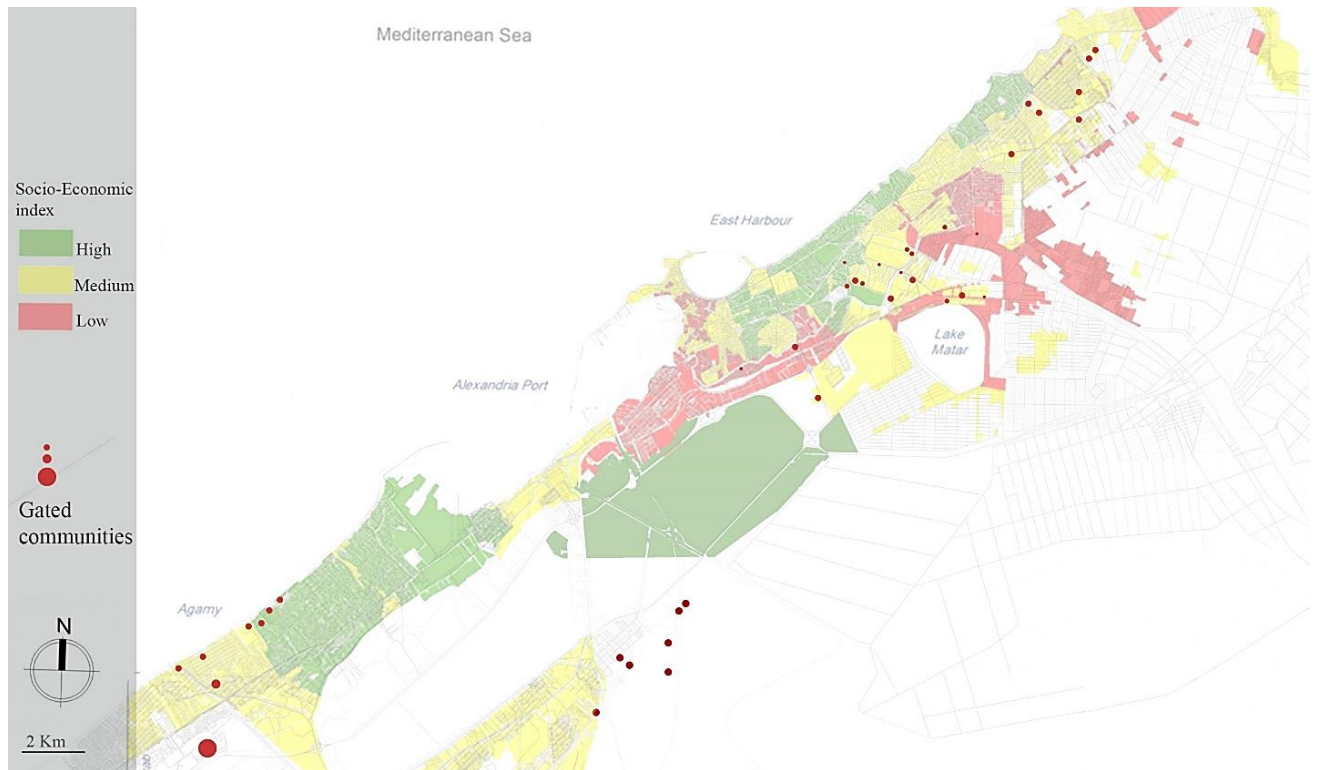 Mediterranean Sea
Socio-Economic
index
High
Medium
Low
East Harbour
Lake
Matar
Alexandria Port
Gated
communities
Agamy
N
2 Km